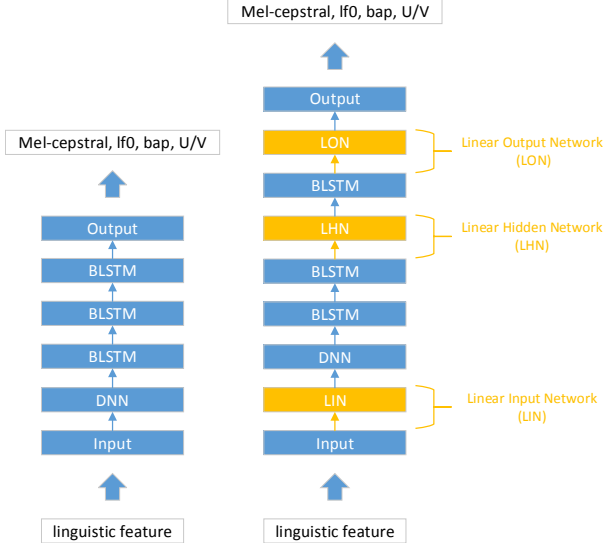 Mel-cepstral, lf0, bap, U/V
Output
BLSTM
BLSTM
BLSTM
DNN
Input
linguistic feature
Mel-cepstral, lf0, bap, U/V
Output
LON
BLSTM
LHN
BLSTM
BLSTM
DNN
LIN
Input
linguistic feature
Linear Output Network
(LON)
Linear Hidden Network
(LHN)
Linear Input Network
(LIN)